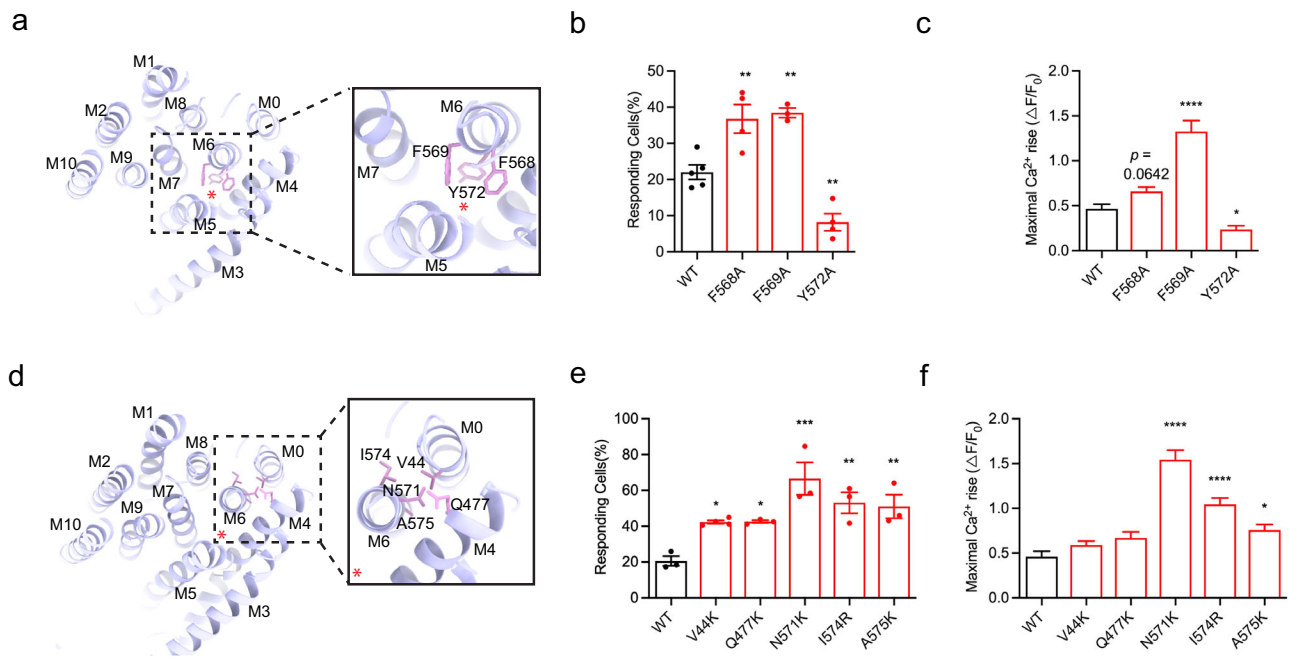 a
M1
M2
M8
M0
M10
M9
M6
M7
M4
*
M5
M3
M6
F569
F568
M7
Y572
*
M5
b
Responding Cells(%)
50
40
30
20
10
0
**
**
**
WT
F568A
F569A
Y572A
c
Maximal Ca²⁺ rise (△F/F₀)
2.0
1.5
1.0
0.5
0.0
p =
0.0642
****
*
WT
F568A
F569A
Y572A
d
M1
M2
M8
M0
M7
M9
M10
M6
M4
*
M5
M3
M0
I574
V44
N571
Q477
A575
M6
M4
*
e
Responding Cells(%)
100
80
60
40
20
0
*
*
***
**
**
WT
V44K
Q477K
N571K
I574R
A575K
f
Maximal Ca²⁺ rise (△F/F₀)
2.0
1.5
1.0
0.5
0.0
****
****
*
WT
V44K
Q477K
N571K
I574R
A575K